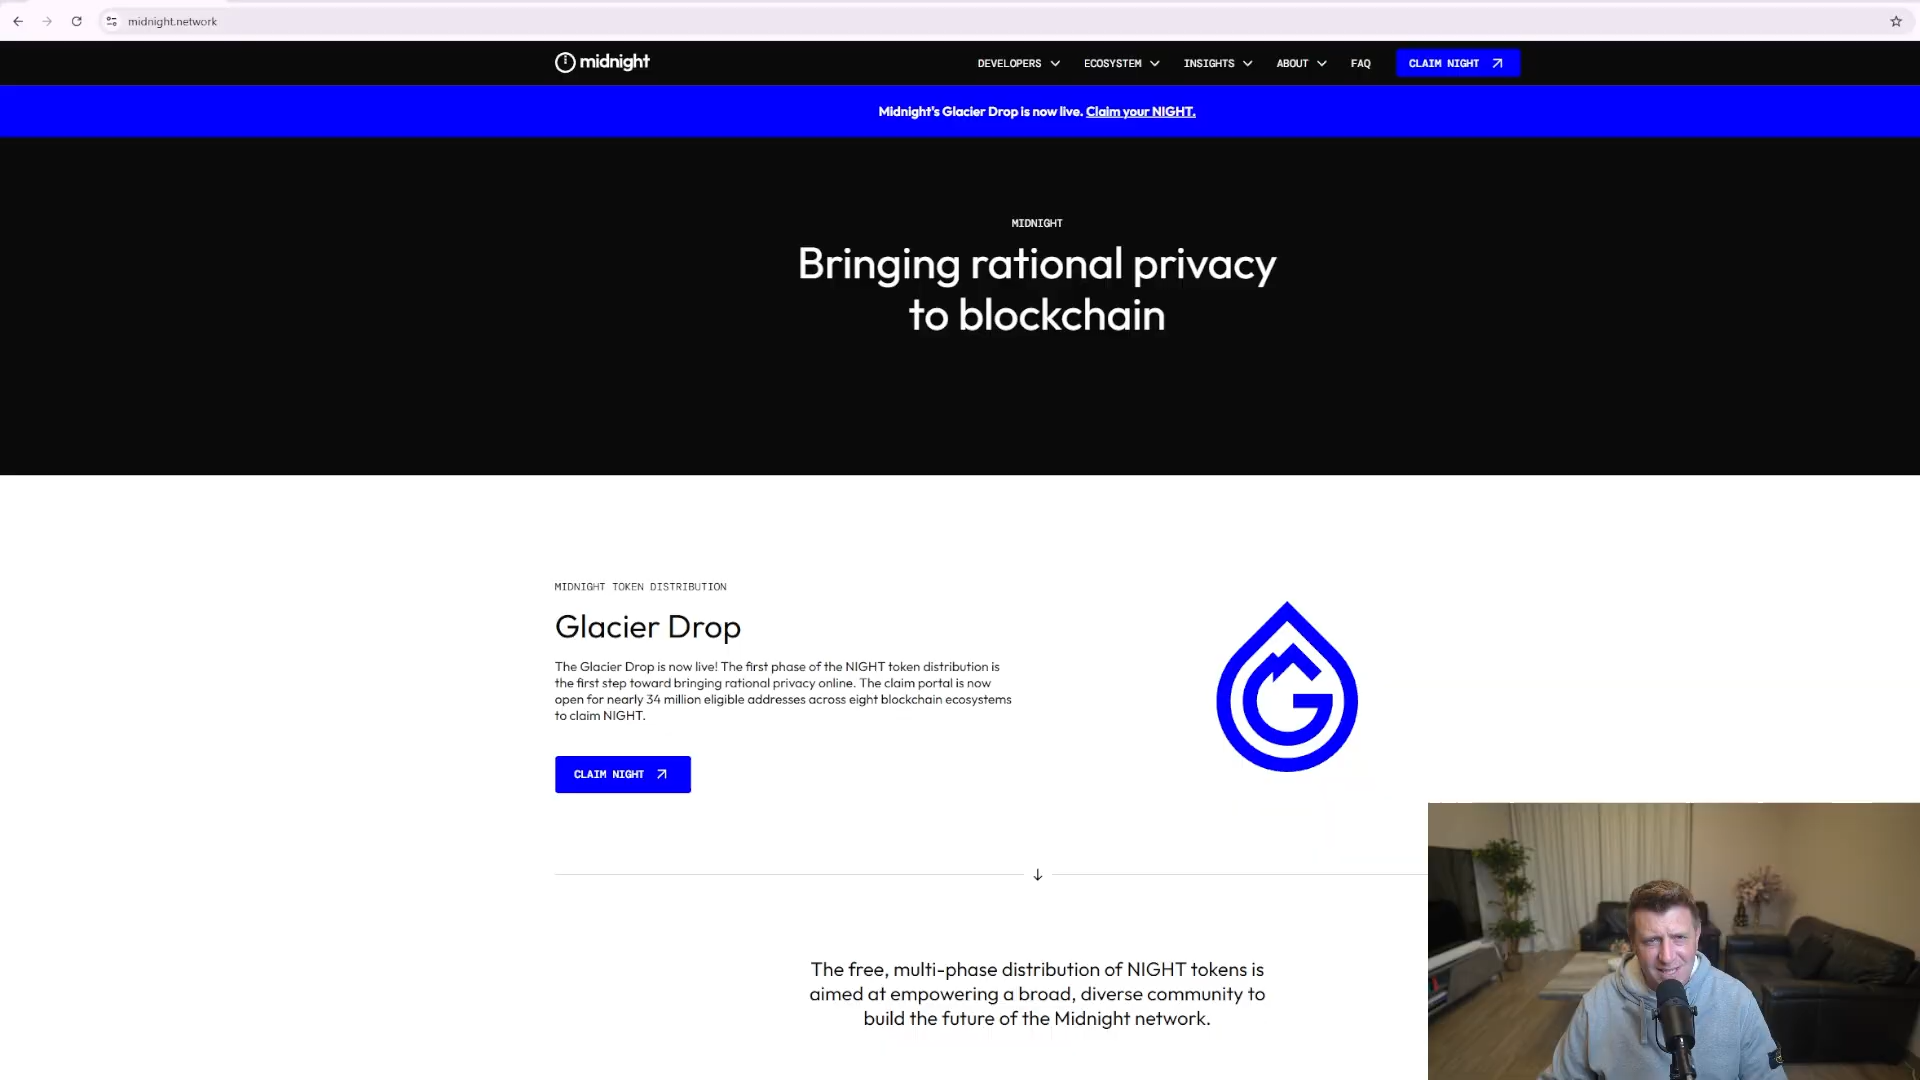 midnight.network
midnight
DEVELOPERS
ECOSYSTEM
INSIGHTS
ABOUT
FAQ
CLAIM NIGHT
Midnight's Glacier Drop is now live. Claim your NIGHT.
MIDNIGHT
Bringing rational privacy
to blockchain
MIDNIGHT TOKEN DISTRIBUTION
Glacier Drop
The Glacier Drop is now live! The first phase of the NIGHT token distribution is
the first step toward bringing rational privacy online. The claim portal is now
open for nearly 34 million eligible addresses across eight blockchain ecosystems
to claim NIGHT.
CLAIM NIGHT
The free, multi-phase distribution of NIGHT tokens is
aimed at empowering a broad, diverse community to
build the future of the Midnight network.